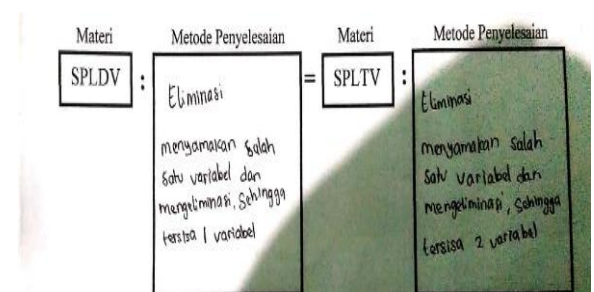 Materi Metode Penyelesaian Materi Metode Penyelesaian
SPLDV : = SPLTV :
Eliminasi
menyamakan salah
satu variabel dan
mengeliminasi, sehingga
tersisa 1 variabel
Eliminasi
menyamakan salah
satu variabel dan
mengeliminasi, sehingga
tersisa 2 variabel